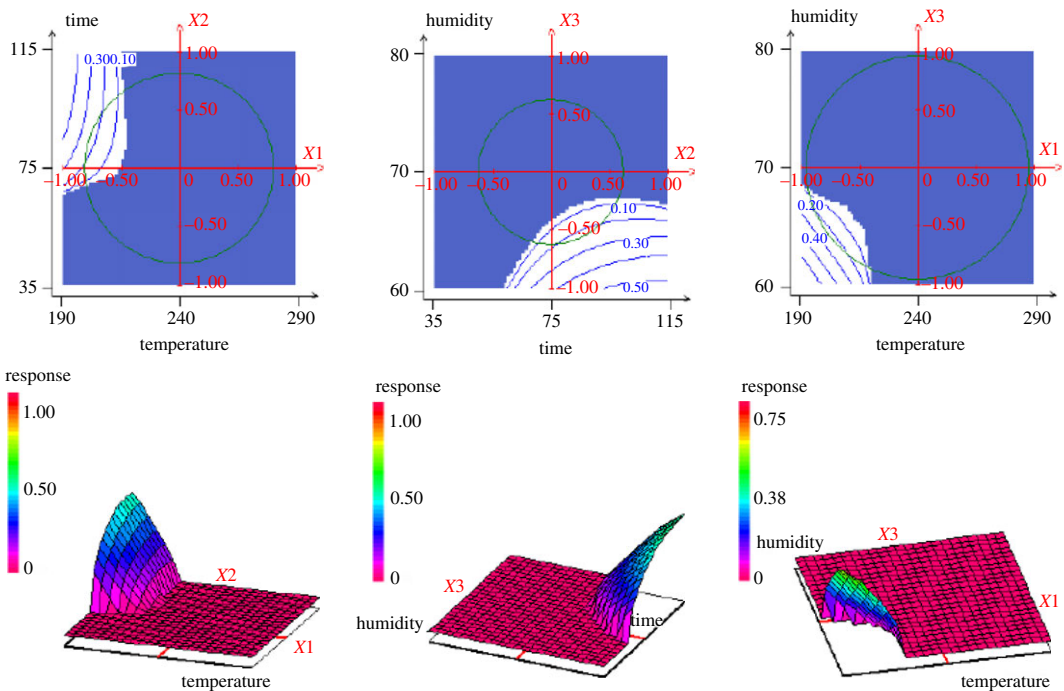 time
X2
115
1.00
0.300.10
0.50
X1
75
−1.00
−0.50
0
0.50
1.00
−0.50
−1.00
35
190
240
290
temperature
humidity
X3
80
1.00
0.50
X2
70
−1.00
−0.50
0
0.50
1.00
0.10
−0.50
0.30
0.50
−1.00
60
35
75
115
time
humidity
X3
80
1.00
0.50
X1
70
−1.00
−0.50
0
0.50
1.00
0.20
0.40
−0.50
−1.00
60
190
240
290
temperature
response
1.00
0.50
0
X2
X1
temperature
response
1.00
0.50
0
X3
humidity
time
response
0.75
0.38
humidity
0
X3
X1
temperature